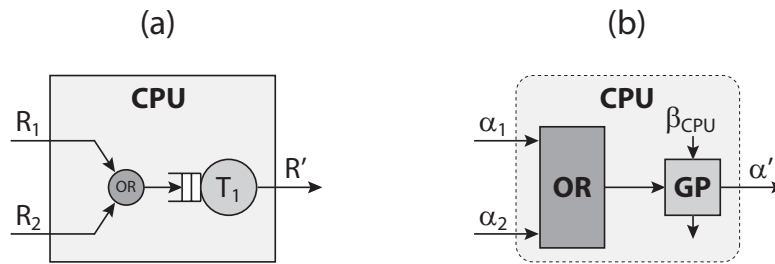 (a)
CPU
R1
OR
T1
R'
R2
(b)
CPU
α1
βCPU
OR
GP
α'
α2